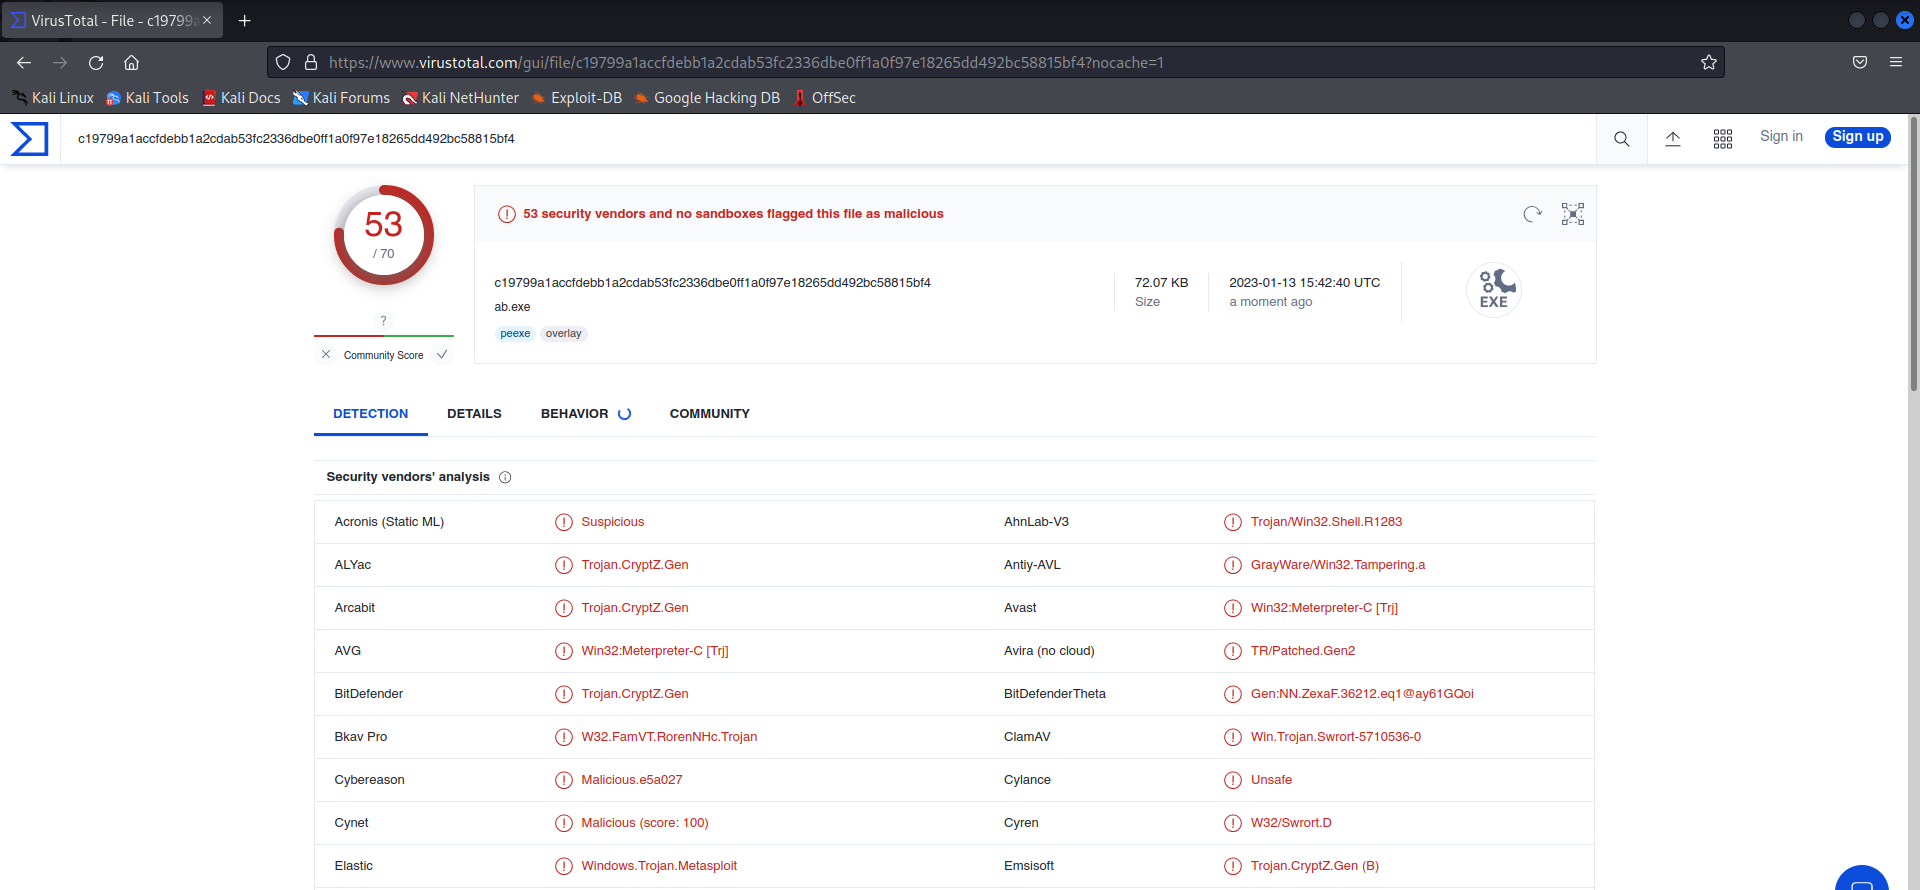 VirusTotal - File - c19799a
https://www.virustotal.com/gui/file/c19799a1accfdebb1a2cdab53fc2336dbe0ff1a0f97e18265dd492bc58815bf4?nocache=1
Kali Linux Kali Tools Kali Docs Kali Forums Kali NetHunter Exploit-DB Google Hacking DB OffSec
c19799a1accfdebb1a2cdab53fc2336dbe0ff1a0f97e18265dd492bc58815bf4 Sign in Sign up
53
/ 70
?
Community Score
53 security vendors and no sandboxes flagged this file as malicious
c19799a1accfdebb1a2cdab53fc2336dbe0ff1a0f97e18265dd492bc58815bf4
ab.exe
peexe overlay
72.07 KB
Size
2023-01-13 15:42:40 UTC
a moment ago
EXE
DETECTION DETAILS BEHAVIOR COMMUNITY
Security vendors' analysis
Acronis (Static ML) Suspicious AhnLab-V3 Trojan/Win32.Shell.R1283
ALYac Trojan.CryptZ.Gen Antiy-AVL GrayWare/Win32.Tampering.a
Arcabit Trojan.CryptZ.Gen Avast Win32:Meterpreter-C [Trj]
AVG Win32:Meterpreter-C [Trj] Avira (no cloud) TR/Patched.Gen2
BitDefender Trojan.CryptZ.Gen BitDefenderTheta Gen:NN.ZexaF.36212.eq1@ay61GQoi
Bkav Pro W32.FamVT.RorenNHc.Trojan ClamAV Win.Trojan.Swrort-5710536-0
Cybereason Malicious.e5a027 Cylance Unsafe
Cynet Malicious (score: 100) Cyren W32/Swrort.D
Elastic Windows.Trojan.Metasploit Emsisoft Trojan.CryptZ.Gen (B)